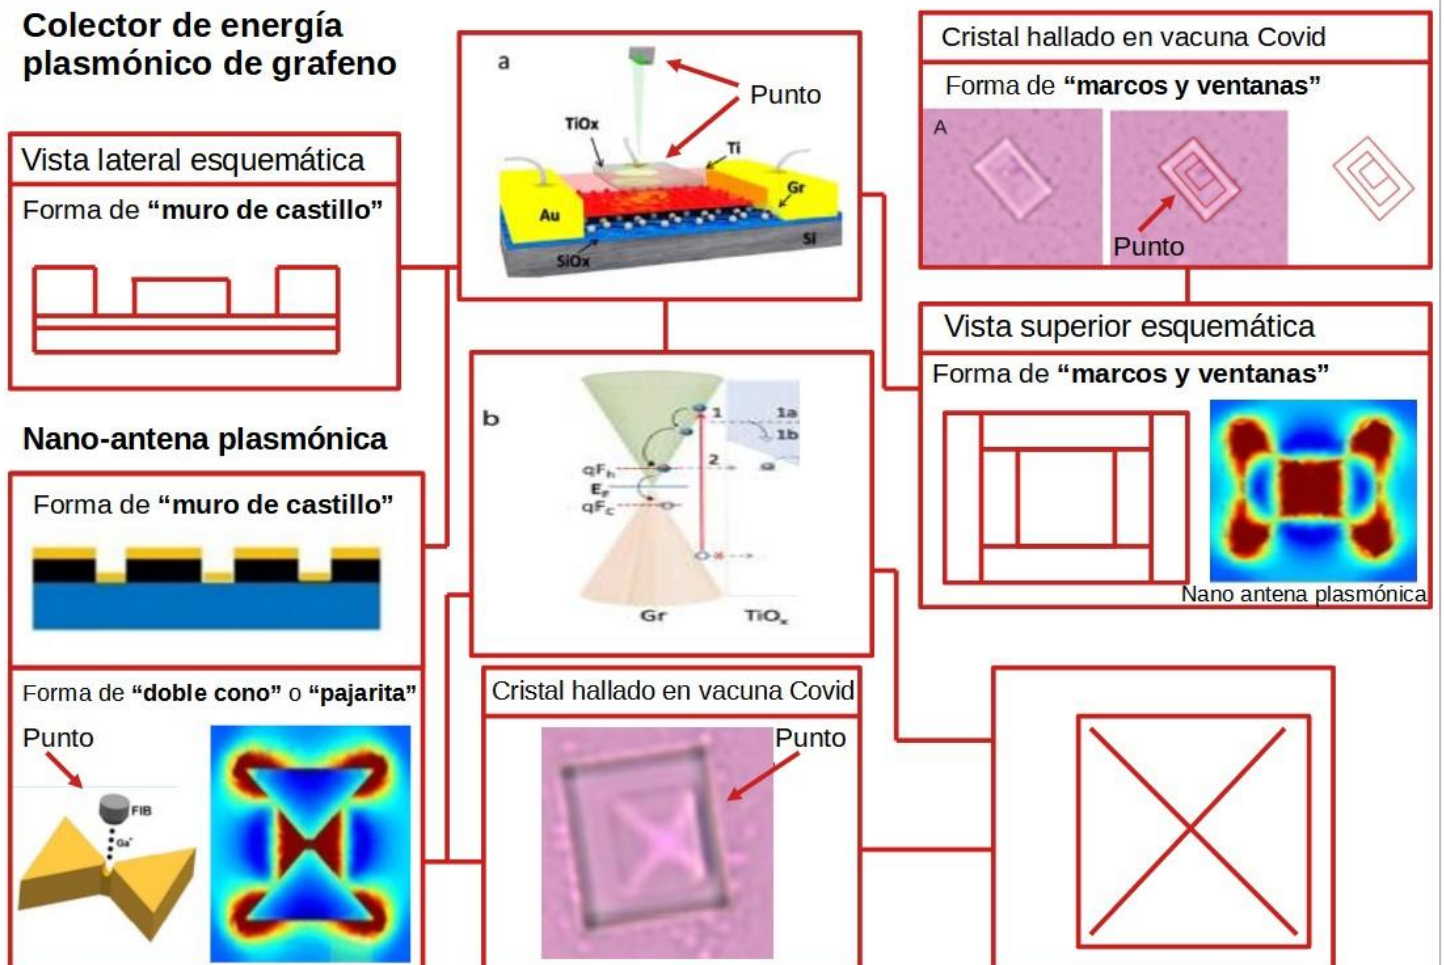 Colector de energía
plasmónico de grafeno
Vista lateral esquemática
Forma de “muro de castillo”
a
Punto
TiOx
Ti
Gr
Au
Si
SiOx
Cristal hallado en vacuna Covid
Forma de “marcos y ventanas”
A
Punto
Vista superior esquemática
Forma de “marcos y ventanas”
Nano antena plasmónica
b
1
1a
1b
2
qFₕ
E_F
qF_C
Gr
TiOₓ
Nano-antena plasmónica
Forma de “muro de castillo”
Forma de “doble cono” o “pajarita”
Punto
FIB
Ga⁺
Cristal hallado en vacuna Covid
Punto